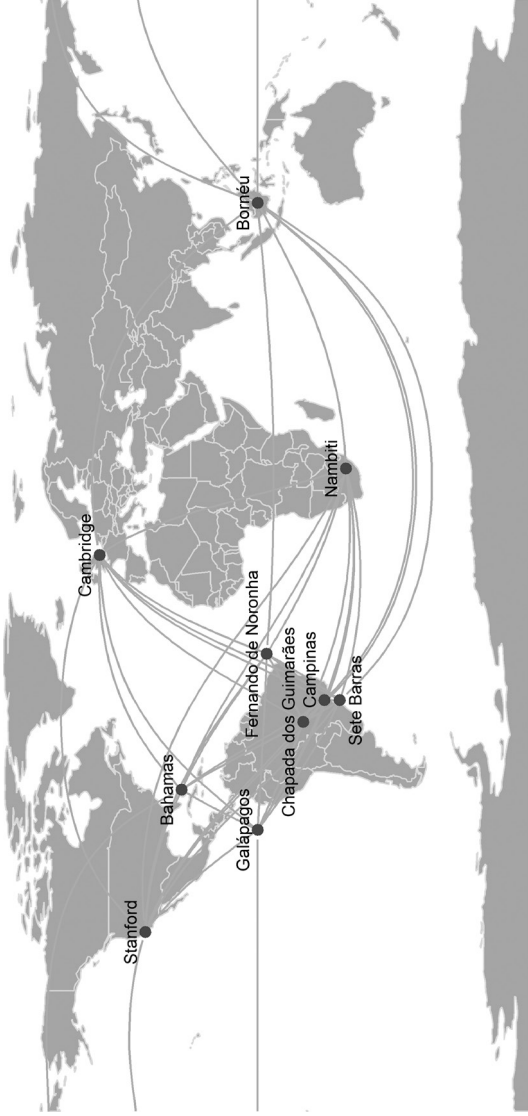 Stanford
Cambridge
Bahamas
Galápagos
Fernando de Noronha
Chapada dos Guimarães
Campinas
Sete Barras
Nambiti
Bornéu